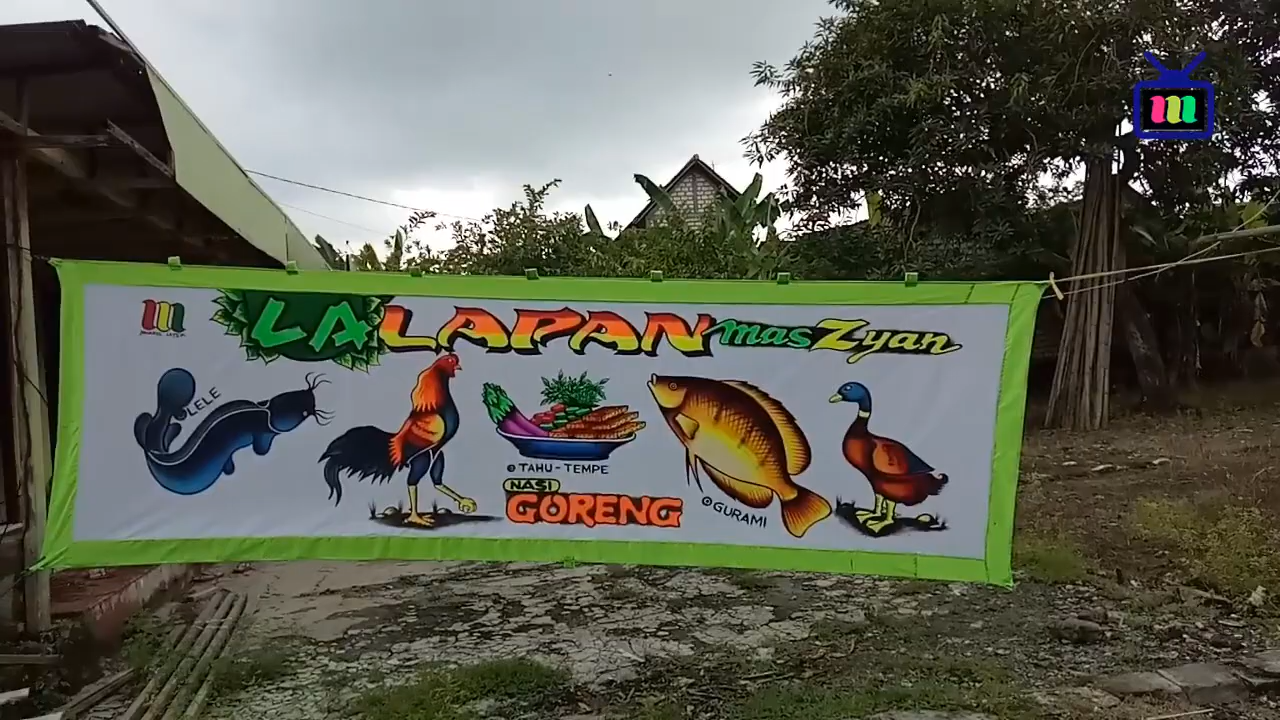 LALAPAN mas Zyan
LELE
TAHU - TEMPE
NASI
GORENG
GURAMI